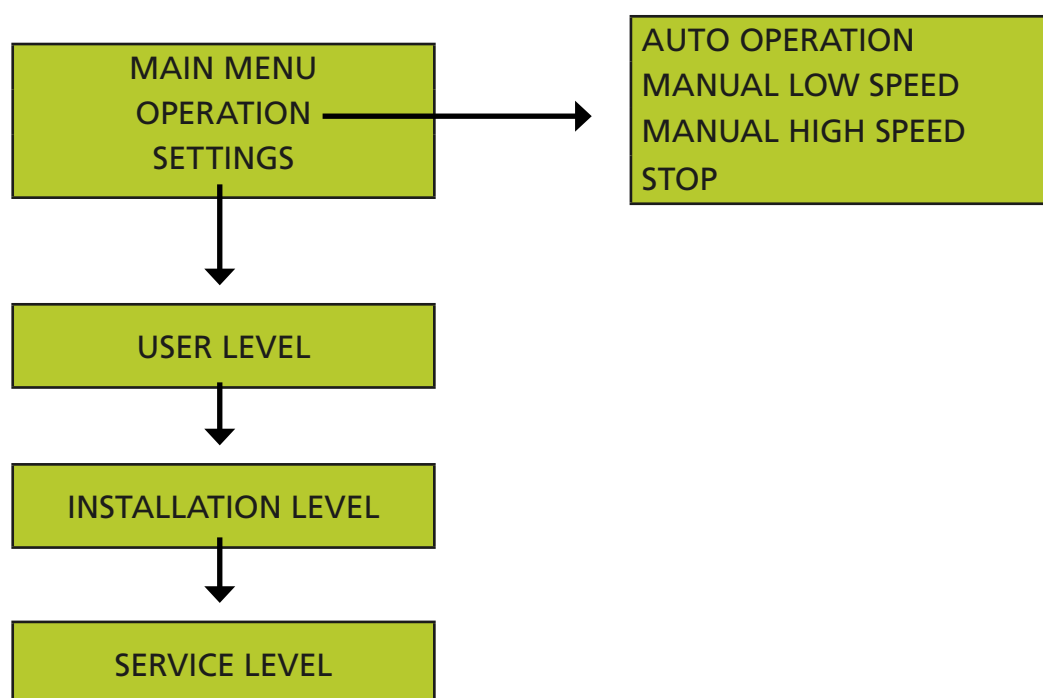 MAIN MENU
OPERATION
SETTINGS
AUTO OPERATION
MANUAL LOW SPEED
MANUAL HIGH SPEED
STOP
USER LEVEL
INSTALLATION LEVEL
SERVICE LEVEL